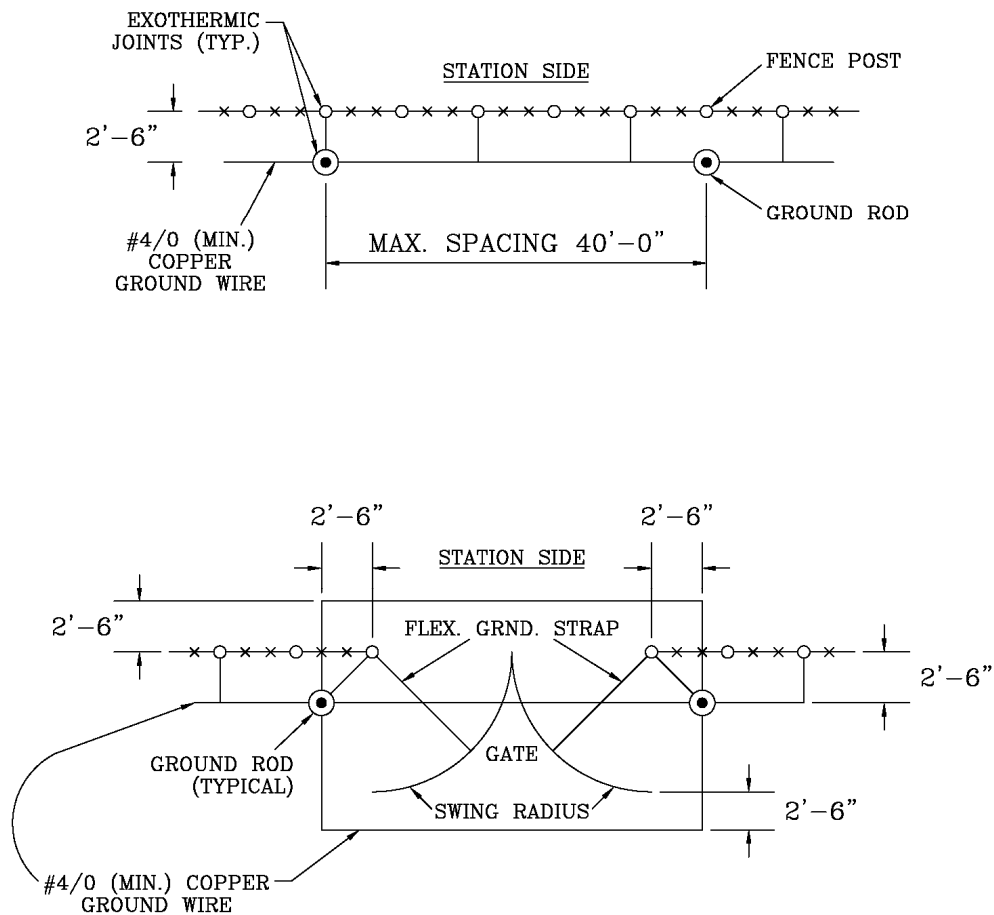 EXOTHERMIC
JOINTS (TYP.)
STATION SIDE
FENCE POST
2'-6"
#4/0 (MIN.)
COPPER
GROUND WIRE
MAX. SPACING 40'-0"
GROUND ROD
2'-6"
2'-6"
STATION SIDE
2'-6"
FLEX. GRND. STRAP
2'-6"
GROUND ROD
(TYPICAL)
GATE
SWING RADIUS
2'-6"
#4/0 (MIN.) COPPER
GROUND WIRE